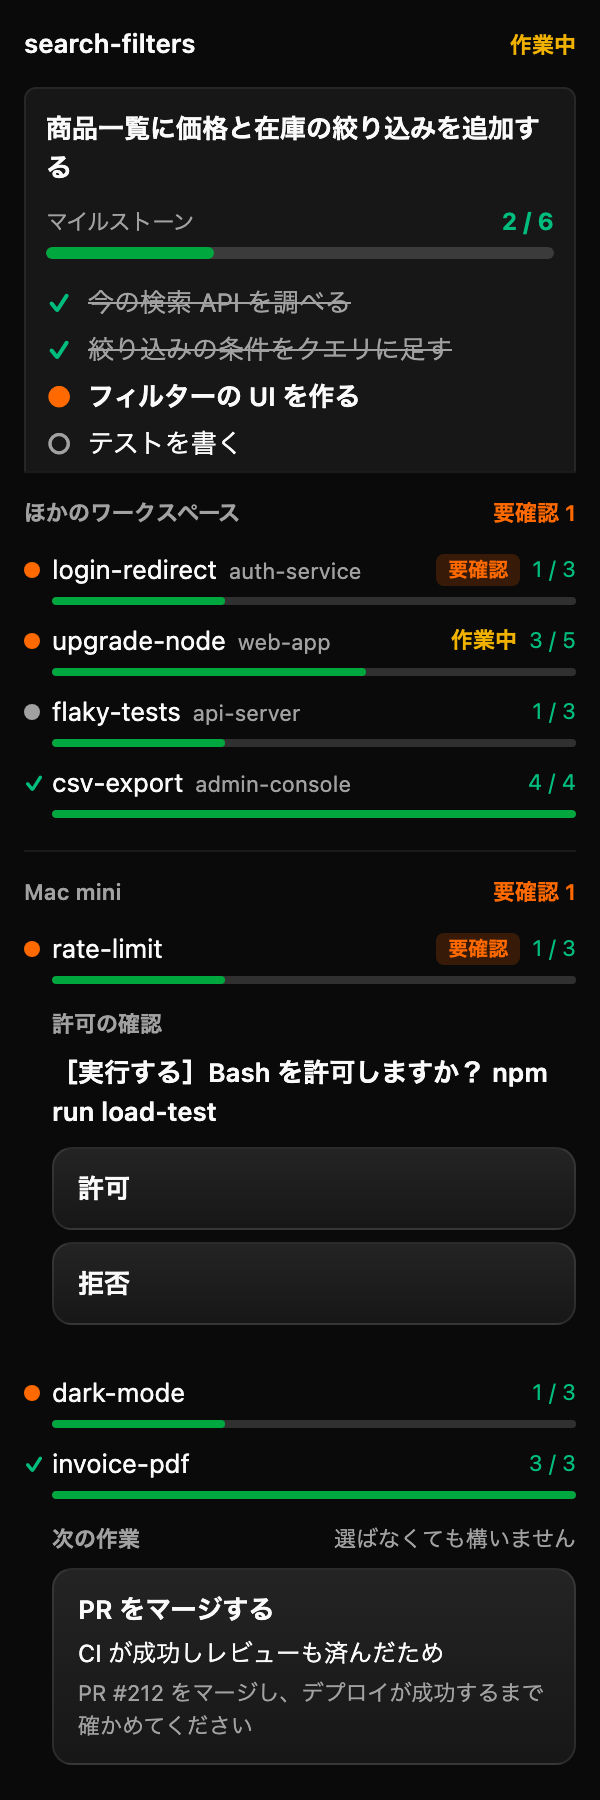 search-filters 作業中
商品一覧に価格と在庫の絞り込みを追加す
る
マイルストーン 2 / 6
今の検索 API を調べる
絞り込みの条件をクエリに足す
フィルターの UI を作る
テストを書く
ほかのワークスペース 要確認 1
login-redirect auth-service 要確認 1 / 3
upgrade-node web-app 作業中 3 / 5
flaky-tests api-server 1 / 3
csv-export admin-console 4 / 4
Mac mini 要確認 1
rate-limit 要確認 1 / 3
許可の確認
［実行する］Bash を許可しますか？ npm
run load-test
許可
拒否
dark-mode 1 / 3
invoice-pdf 3 / 3
次の作業 選ばなくても構いません
PR をマージする
CI が成功しレビューも済んだため
PR #212 をマージし、デプロイが成功するまで
確かめてください